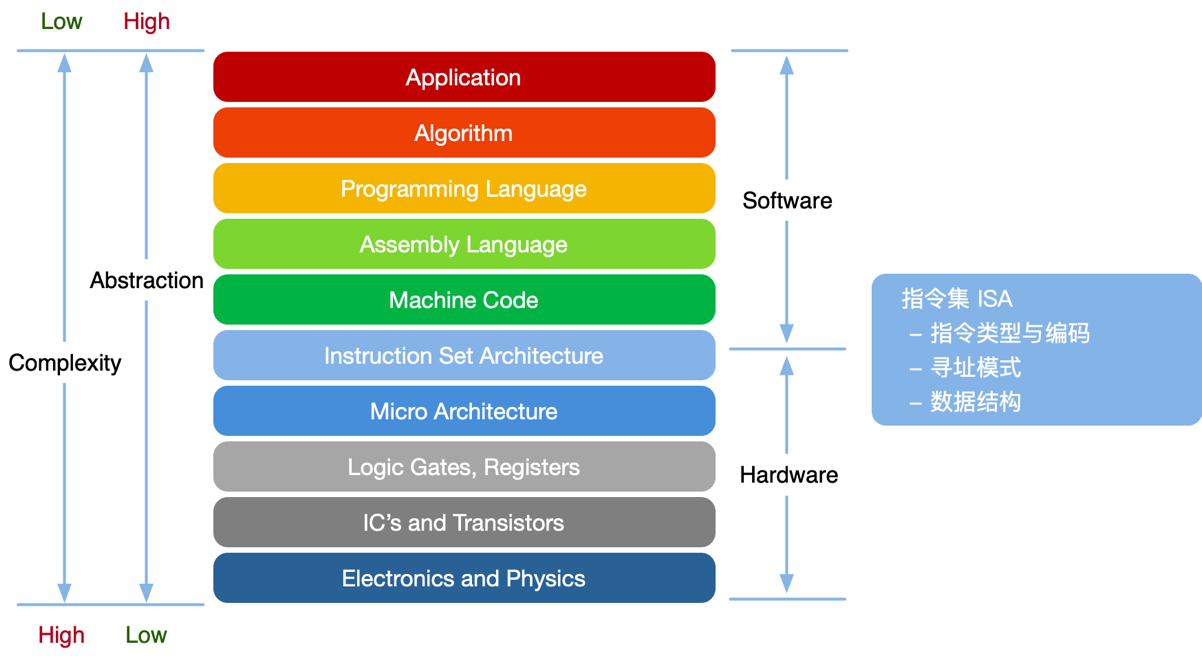 Low High
Application
Algorithm
Programming Language
Software
Assembly Language
Abstraction
Machine Code
指令集 ISA
– 指令类型与编码
– 寻址模式
– 数据结构
Instruction Set Architecture
Complexity
Micro Architecture
Logic Gates, Registers
Hardware
IC’s and Transistors
Electronics and Physics
High Low